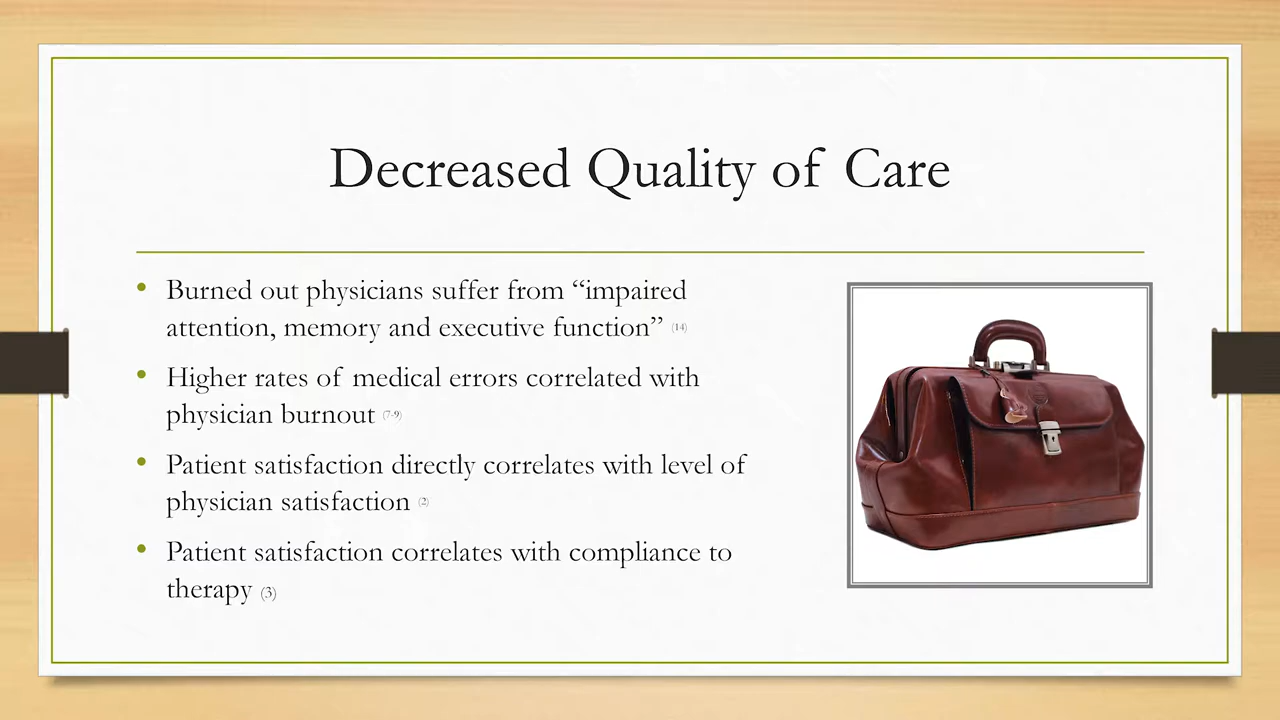 Decreased Quality of Care
• Burned out physicians suffer from “impaired
attention, memory and executive function” (14)
• Higher rates of medical errors correlated with
physician burnout (7-9)
• Patient satisfaction directly correlates with level of
physician satisfaction (2)
• Patient satisfaction correlates with compliance to
therapy (3)